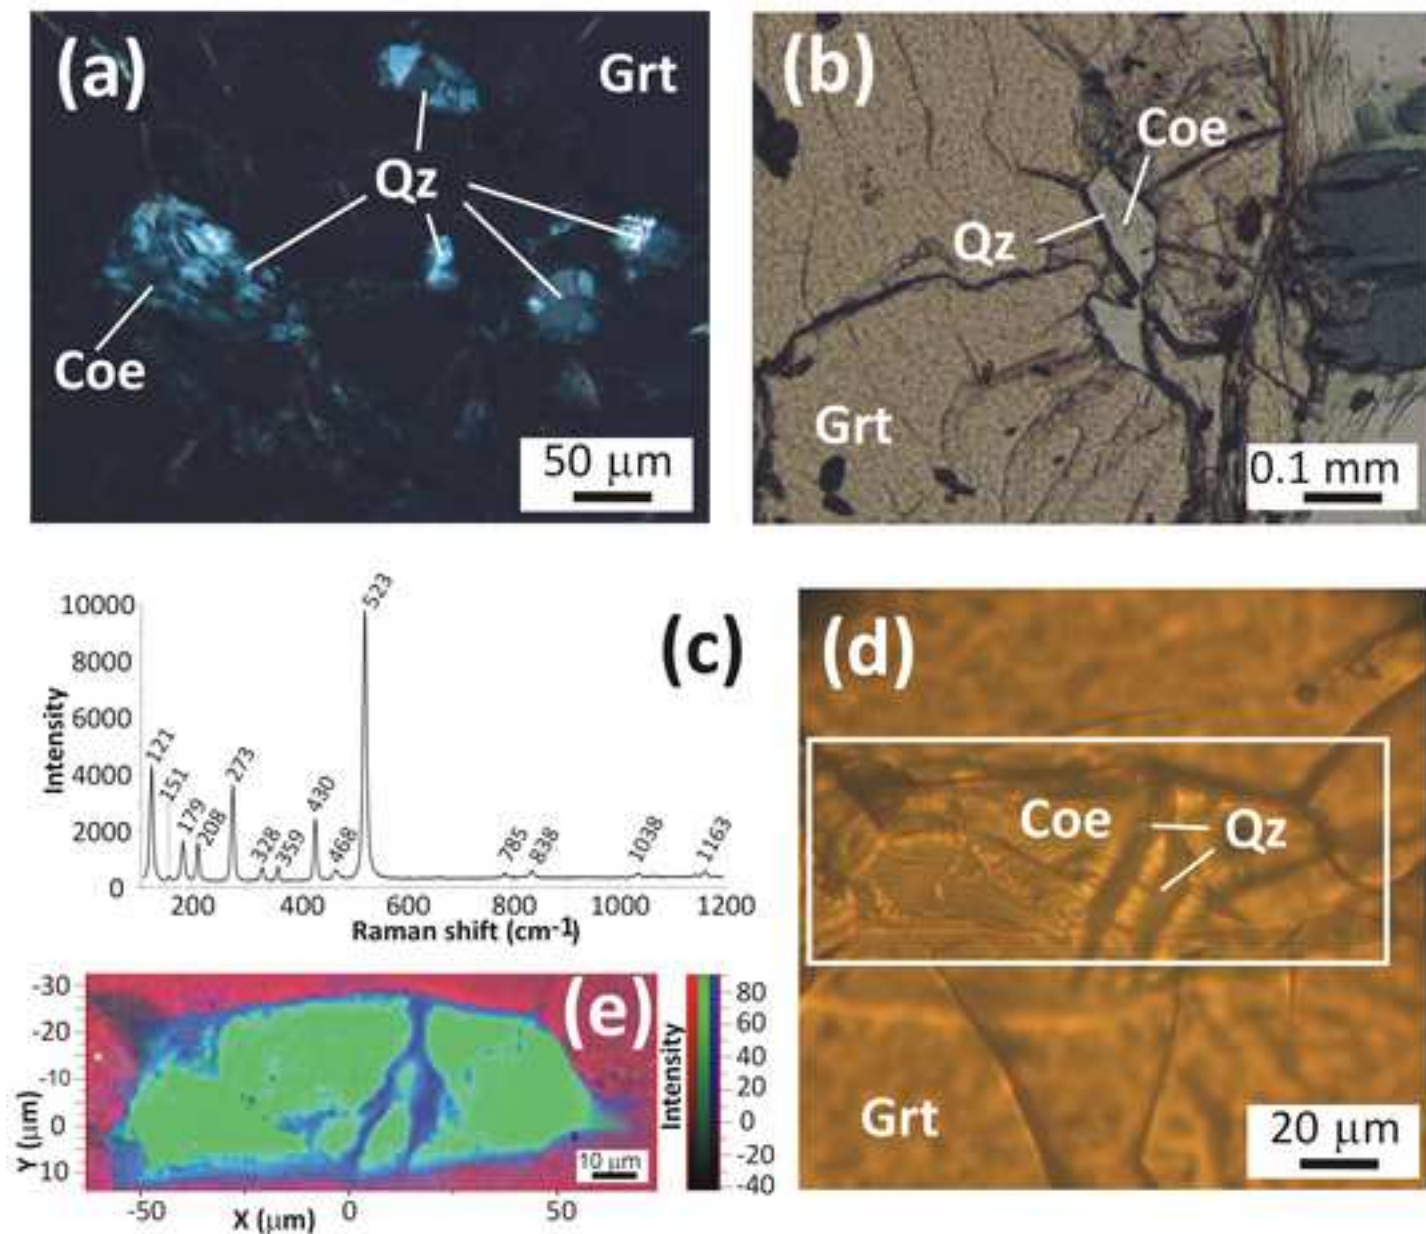 (a)
Grt
Qz
Coe
50 μm
(b)
Coe
Qz
Grt
0.1 mm
(c)
10000
8000
6000
4000
2000
0
Intensity
121
151
179
208
273
328
359
430
468
523
785
838
1038
1163
200
400
600
800
1000
1200
Raman shift (cm-1)
(d)
Coe
Qz
Grt
20 μm
(e)
-30
-20
-10
0
10
Y (μm)
-50
0
50
X (μm)
10 μm
Intensity
80
60
40
20
0
-20
-40